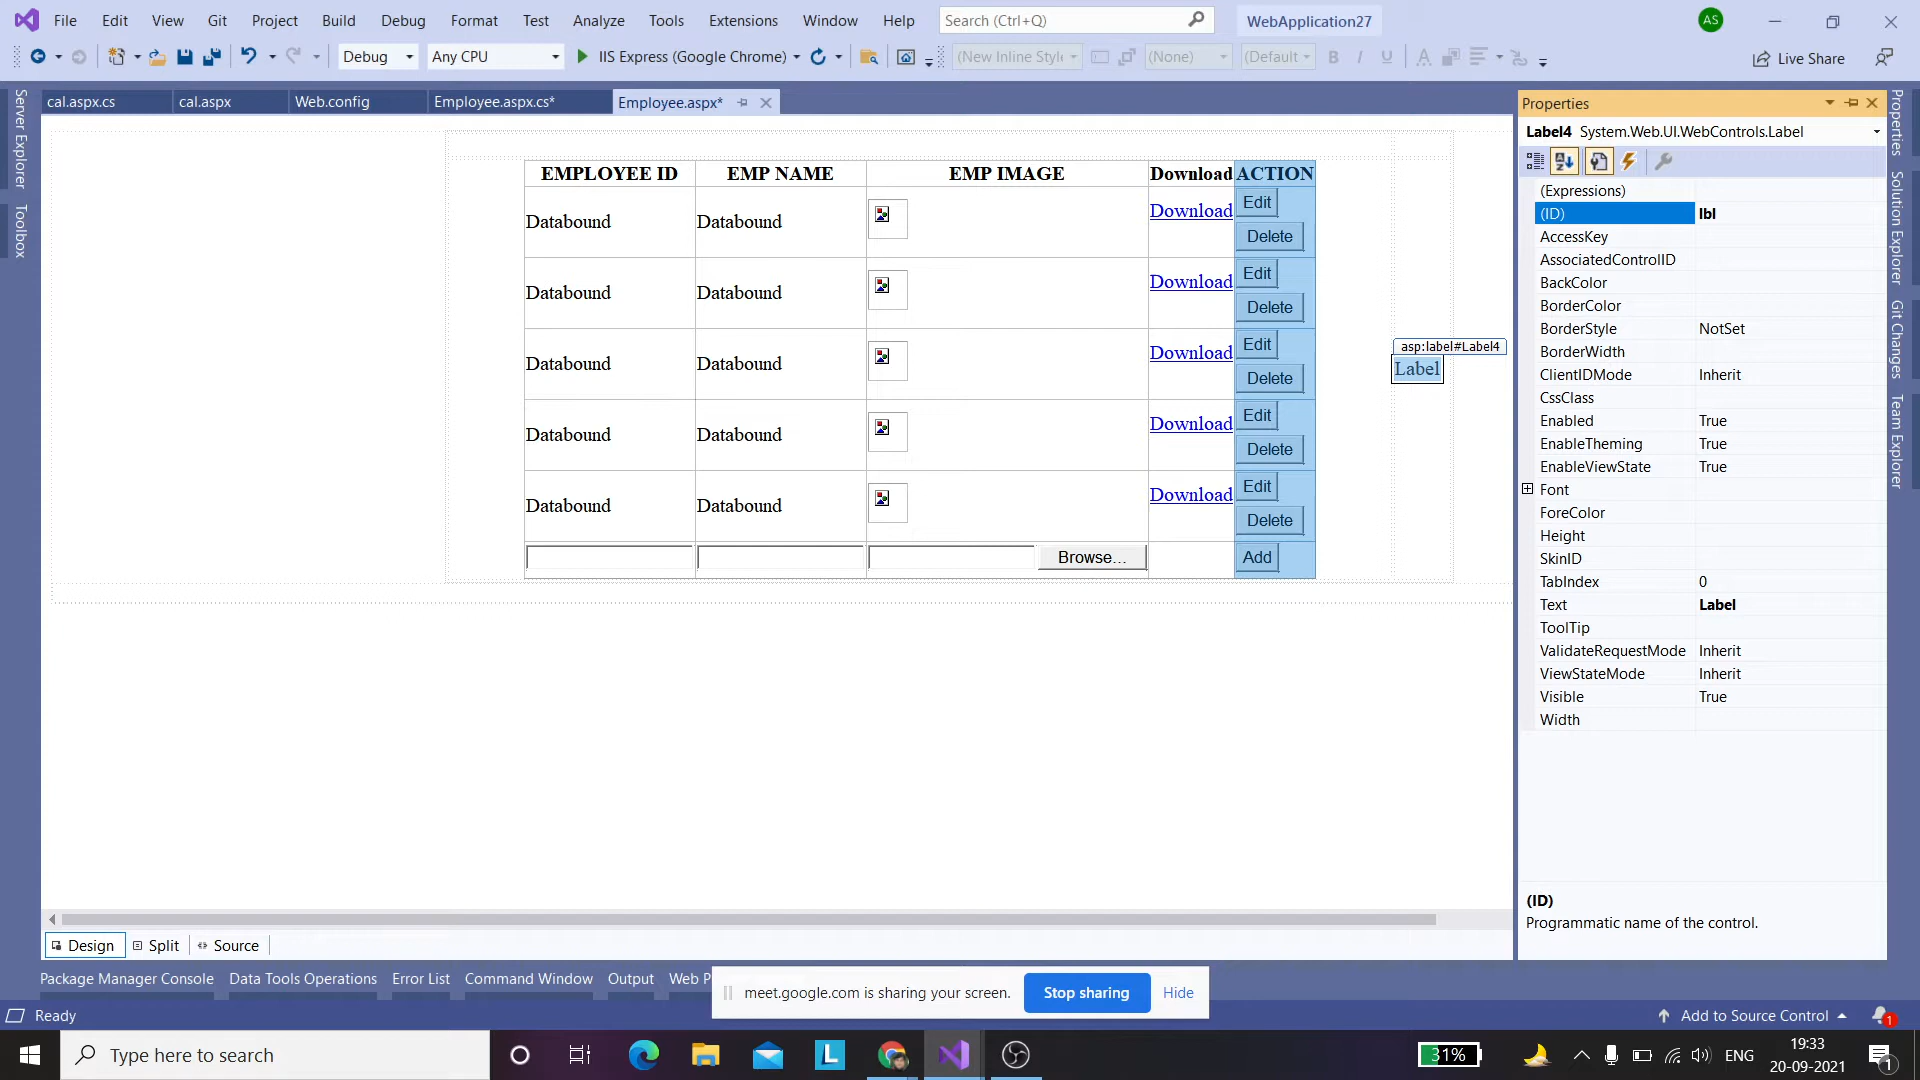 File Edit View Git Project Build Debug Format Test Analyze Tools Extensions Window Help Search (Ctrl+Q) WebApplication27 AS
Debug Any CPU IIS Express (Google Chrome) (New Inline Style (None) (Default B I U A Live Share
cal.aspx.cs cal.aspx Web.config Employee.aspx.cs* Employee.aspx*
Server Explorer
Toolbox
EMPLOYEE ID EMP NAME EMP IMAGE Download ACTION
Databound Databound Download Edit
Delete
Databound Databound Download Edit
Delete
Databound Databound Download Edit
Delete
Databound Databound Download Edit
Delete
Databound Databound Download Edit
Delete
Browse... Add
asp:label#Label4
Label
Properties
Label4 System.Web.UI.WebControls.Label
(Expressions)
(ID) lbl
AccessKey
AssociatedControlID
BackColor
BorderColor
BorderStyle NotSet
BorderWidth
ClientIDMode Inherit
CssClass
Enabled True
EnableTheming True
EnableViewState True
Font
ForeColor
Height
SkinID
TabIndex 0
Text Label
ToolTip
ValidateRequestMode Inherit
ViewStateMode Inherit
Visible True
Width
(ID)
Programmatic name of the control.
Properties
Solution Explorer
Git Changes
Team Explorer
Design Split Source
Package Manager Console Data Tools Operations Error List Command Window Output Web P
meet.google.com is sharing your screen. Stop sharing Hide
Ready Add to Source Control 1
Type here to search L 31% ENG 19:33
20-09-2021 1